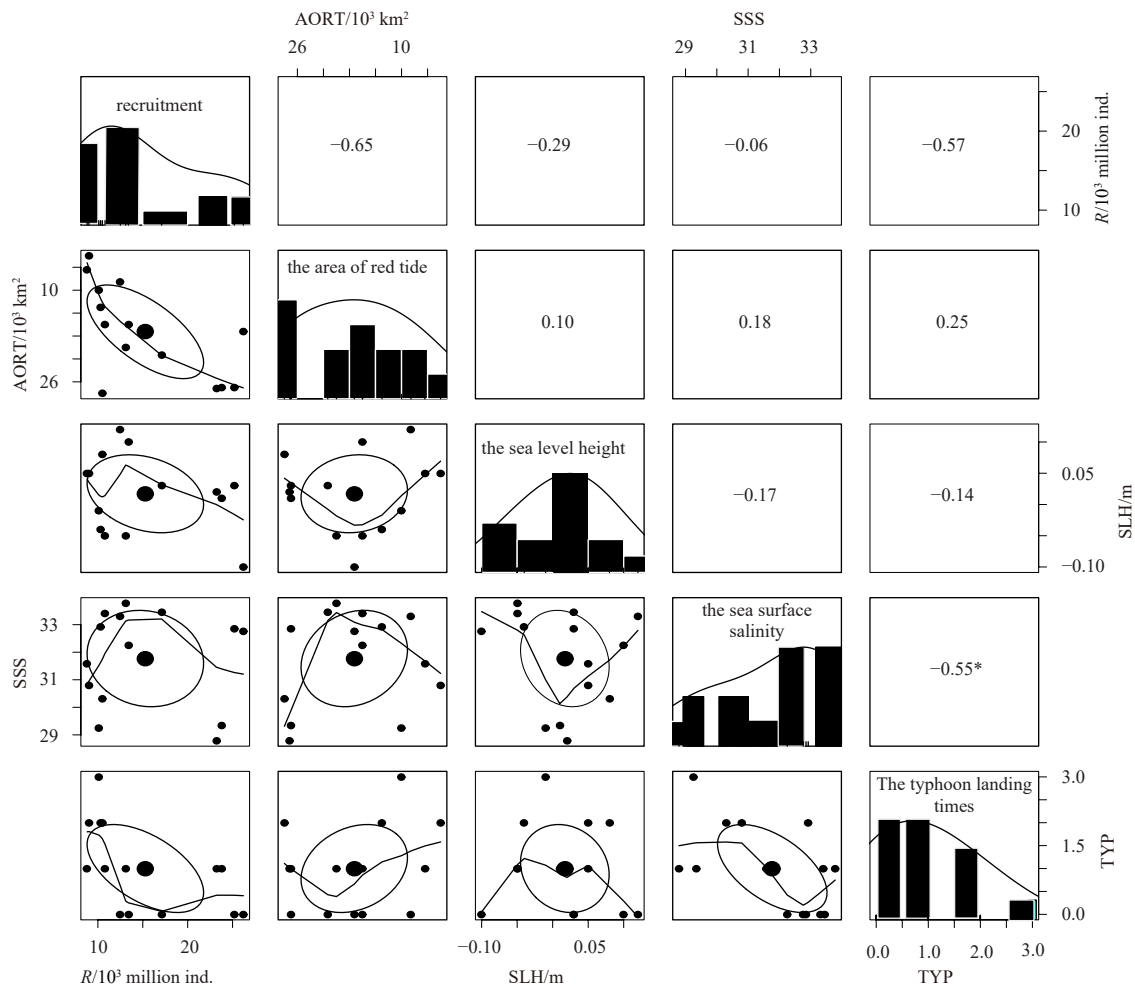 AORT/10³ km²
SSS
26
10
29
31
33
recruitment
−0.65
−0.29
−0.06
−0.57
20
10
R/10³ million ind.
the area of red tide
0.10
0.18
0.25
10
26
AORT/10³ km²
the sea level height
−0.17
−0.14
0.05
−0.10
SLH/m
the sea surface
salinity
−0.55*
33
31
29
SSS
The typhoon landing
times
3.0
1.5
0.0
TYP
10
20
−0.10
0.05
0.0
1.0
2.0
3.0
R/10³ million ind.
SLH/m
TYP